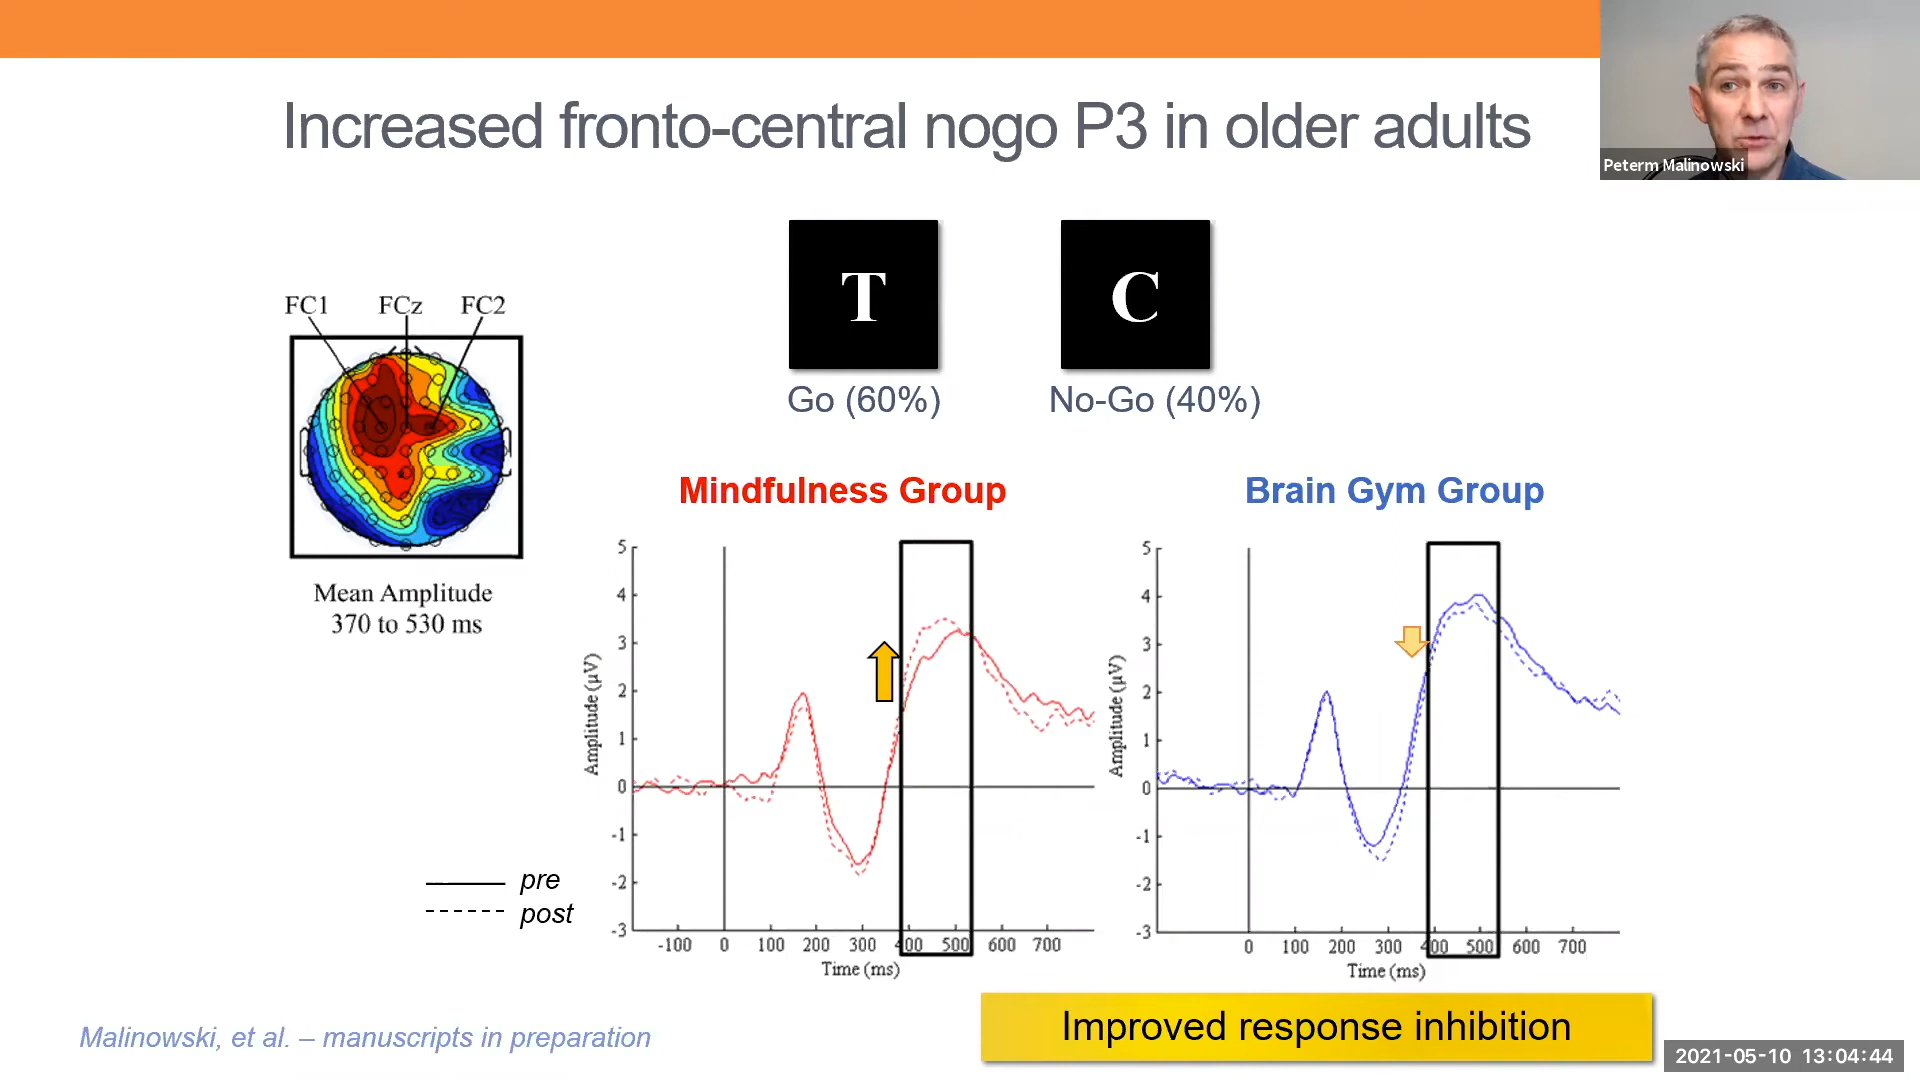 Increased fronto-central nogo P3 in older adults
Peterm Malinowski
T
C
Go (60%)
No-Go (40%)
FC1 FCz FC2
Mean Amplitude
370 to 530 ms
Mindfulness Group
Brain Gym Group
5
4
3
2
1
0
-1
-2
-3
Amplitude (µV)
-100 0 100 200 300 400 500 600 700
Time (ms)
5
4
3
2
1
0
-1
-2
-3
Amplitude (µV)
0 100 200 300 400 500 600 700
Time (ms)
pre
post
Improved response inhibition
Malinowski, et al. – manuscripts in preparation
2021-05-10 13:04:44